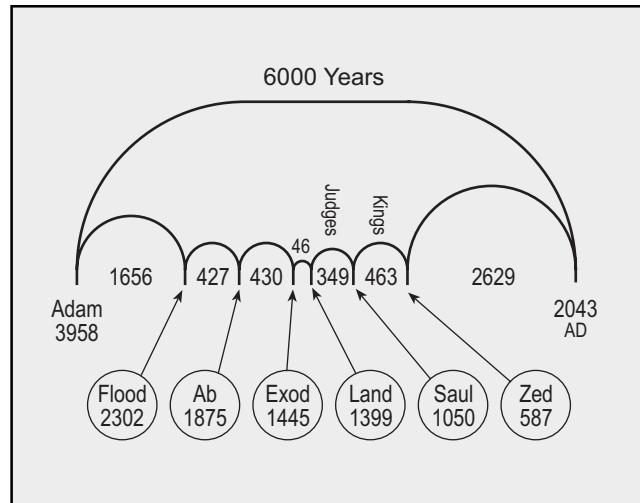 6000 Years
Judges
Kings
46
1656 427 430 349 463 2629
Adam
3958
2043
AD
Flood
2302
Ab
1875
Exod
1445
Land
1399
Saul
1050
Zed
587